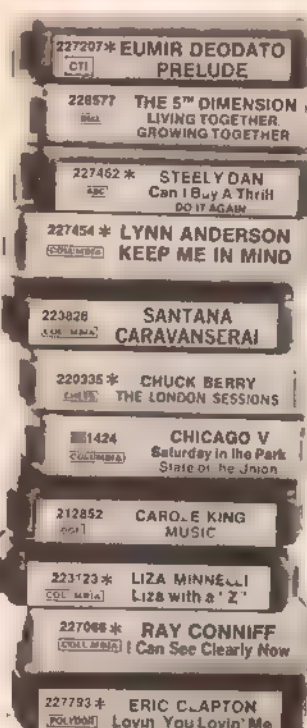 227207* EUMIR DEODATO
CTI PRELUDE
228577 THE 5TH DIMENSION
BELL LIVING TOGETHER,
GROWING TOGETHER
227462* STEELY DAN
ABC Can I Buy A Thrill
DO IT AGAIN
227454* LYNN ANDERSON
COLUMBIA KEEP ME IN MIND
223826 SANTANA
COLUMBIA CARAVANSERAI
220335* CHUCK BERRY
CHESS THE LONDON SESSIONS
1424 CHICAGO V
COLUMBIA Saturday in the Park
State of the Union
212852 CAROLE KING
MUSIC
223123* LIZA MINNELLI
COLUMBIA Liza with a "Z"
227066* RAY CONNIFF
COLUMBIA I Can See Clearly Now
227793* ERIC CLAPTON
POLYDOR Lovin' You Lovin' Me